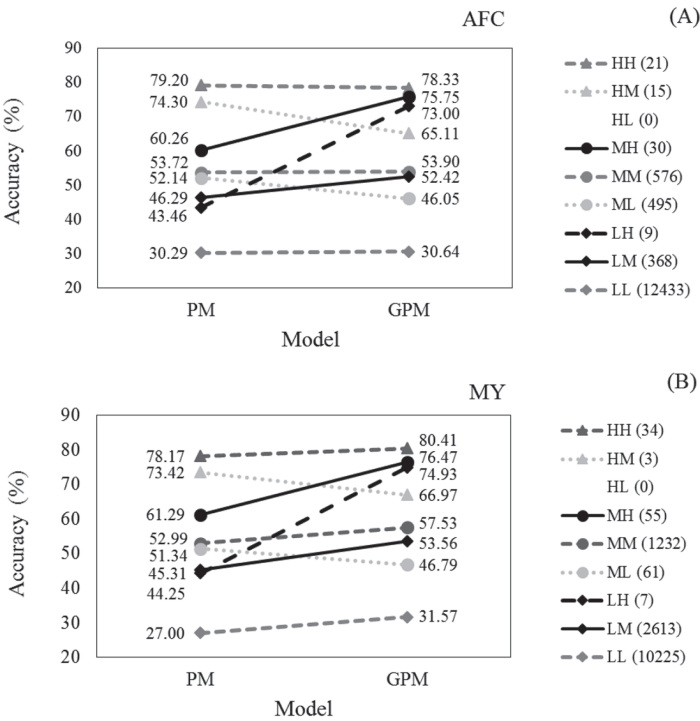 AFC
(A)
Accuracy (%)
90
80
70
60
50
40
30
20
79.20
74.30
60.26
53.72
52.14
46.29
43.46
30.29
78.33
75.75
73.00
65.11
53.90
52.42
46.05
30.64
PM
GPM
Model
HH (21)
HM (15)
HL (0)
MH (30)
MM (576)
ML (495)
LH (9)
LM (368)
LL (12433)
MY
(B)
Accuracy (%)
90
80
70
60
50
40
30
20
78.17
73.42
61.29
52.99
51.34
45.31
44.25
27.00
80.41
76.47
74.93
66.97
57.53
53.56
46.79
31.57
PM
GPM
Model
HH (34)
HM (3)
HL (0)
MH (55)
MM (1232)
ML (61)
LH (7)
LM (2613)
LL (10225)